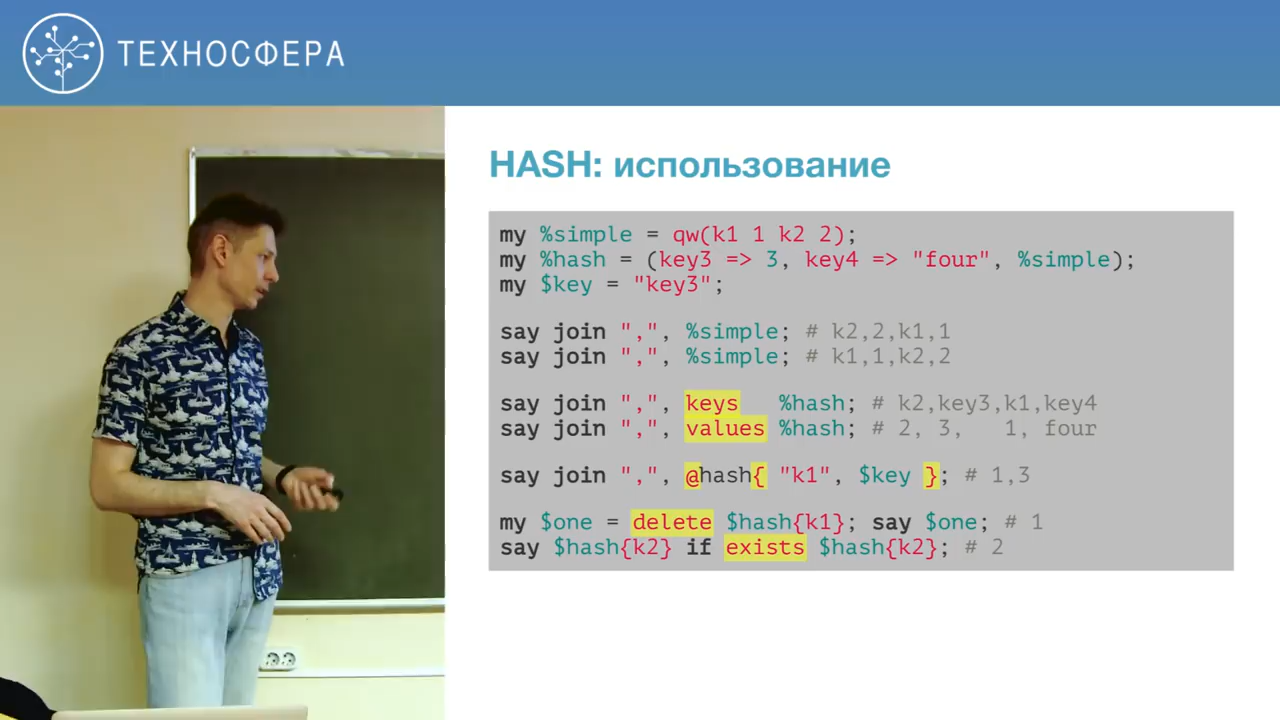 ТЕХНОСФЕРА
HASH: использование
my %simple = qw(k1 1 k2 2);
my %hash = (key3 => 3, key4 => "four", %simple);
my $key = "key3";
say join ",", %simple; # k2,2,k1,1
say join ",", %simple; # k1,1,k2,2
say join ",", keys   %hash; # k2,key3,k1,key4
say join ",", values %hash; # 2, 3,   1, four
say join ",", @hash{ "k1", $key }; # 1,3
my $one = delete $hash{k1}; say $one; # 1
say $hash{k2} if exists $hash{k2}; # 2